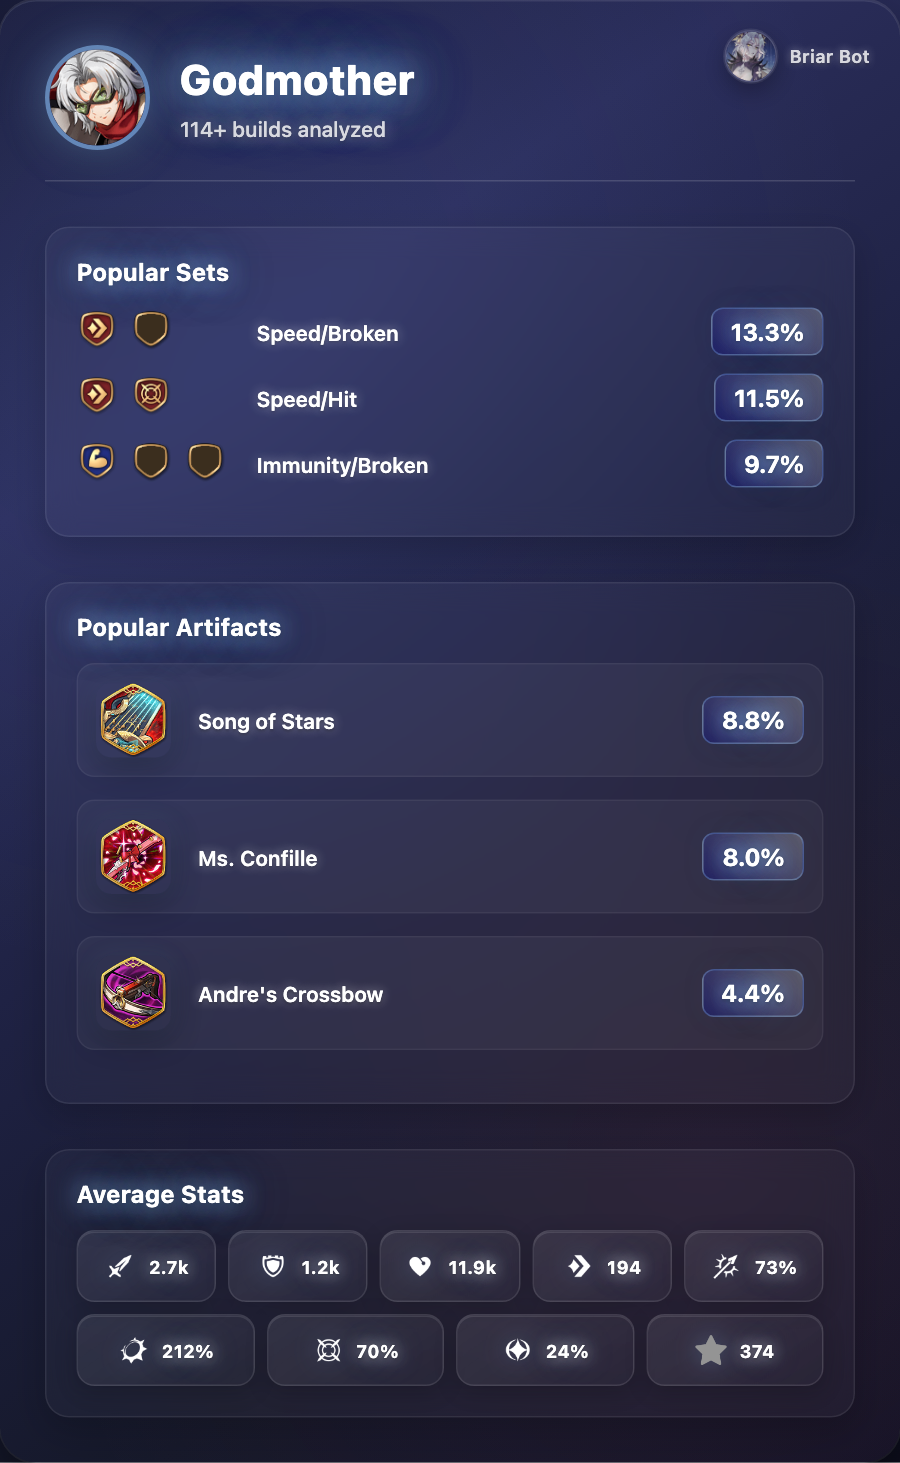 Godmother
114+ builds analyzed
Briar Bot
Popular Sets
Speed/Broken 13.3%
Speed/Hit 11.5%
Immunity/Broken 9.7%
Popular Artifacts
Song of Stars 8.8%
Ms. Confille 8.0%
Andre's Crossbow 4.4%
Average Stats
2.7k 1.2k 11.9k 194 73%
212% 70% 24% 374